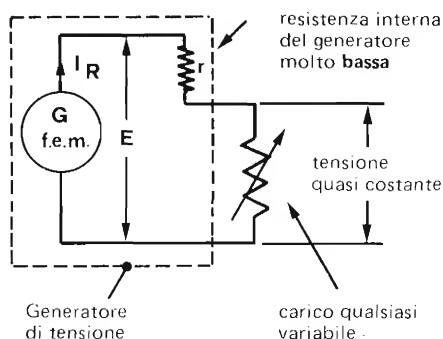 resistenza interna
del generatore
molto bassa
I R
r
G
f.e.m.
E
tensione
quasi costante
Generatore
di tensione
carico qualsiasi
variabile.